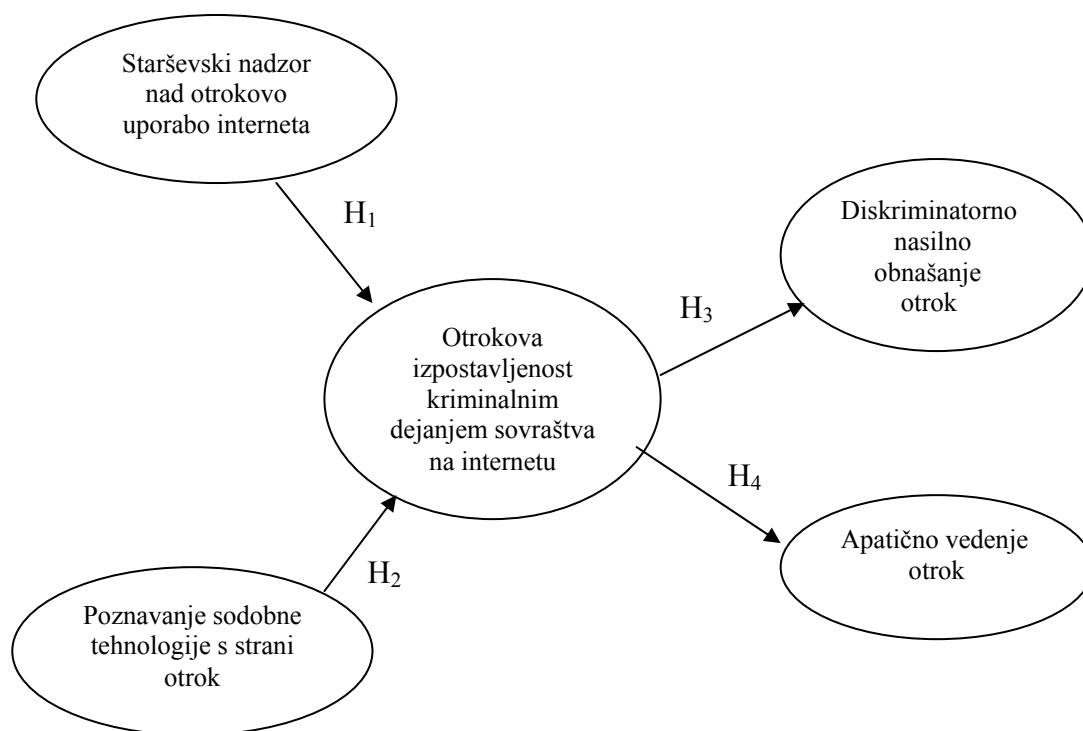 Starševski nadzor
nad otrokovo
uporabo interneta
H₁
Diskriminatorno
nasilno
obnašanje
otrok
H₃
Otrokova
izpostavljenost
kriminalnim
dejanjem sovraštva
na internetu
H₄
Apatično vedenje
otrok
H₂
Poznavanje sodobne
tehnologije s strani
otrok